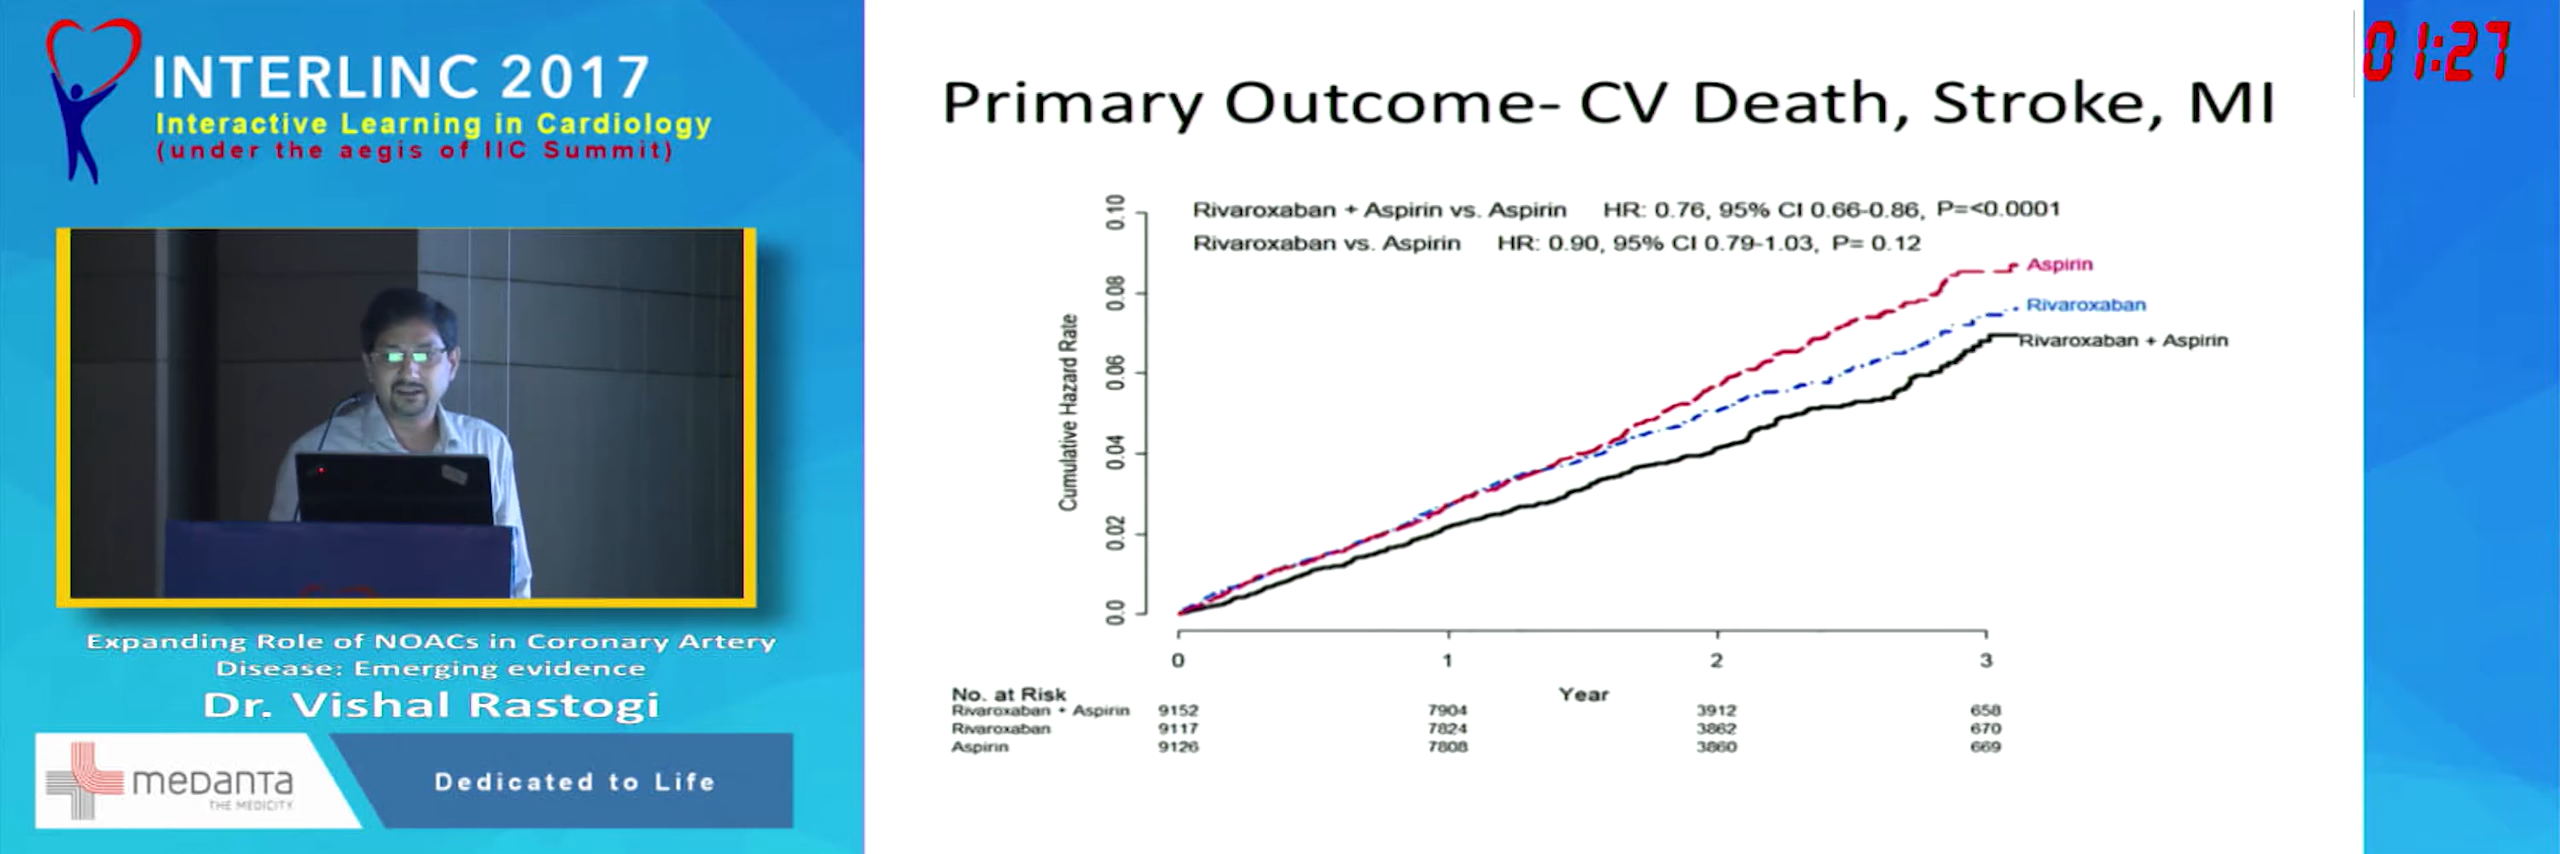 INTERLINC 2017
Interactive Learning in Cardiology
(under the aegis of IIC Summit)
Expanding Role of NOACs in Coronary Artery
Disease: Emerging evidence
Dr. Vishal Rastogi
medanta
THE MEDICITY
Dedicated to Life
01:27
Primary Outcome- CV Death, Stroke, MI
Rivaroxaban + Aspirin vs. Aspirin HR: 0.76, 95% CI 0.66-0.86, P=<0.0001
Rivaroxaban vs. Aspirin HR: 0.90, 95% CI 0.79-1.03, P= 0.12
Aspirin
Rivaroxaban
Rivaroxaban + Aspirin
Cumulative Hazard Rate
0.10
0.08
0.06
0.04
0.02
0.0
0 1 2 3
Year
No. at Risk
Rivaroxaban + Aspirin 9152 7904 3912 658
Rivaroxaban 9117 7824 3862 670
Aspirin 9126 7808 3860 669